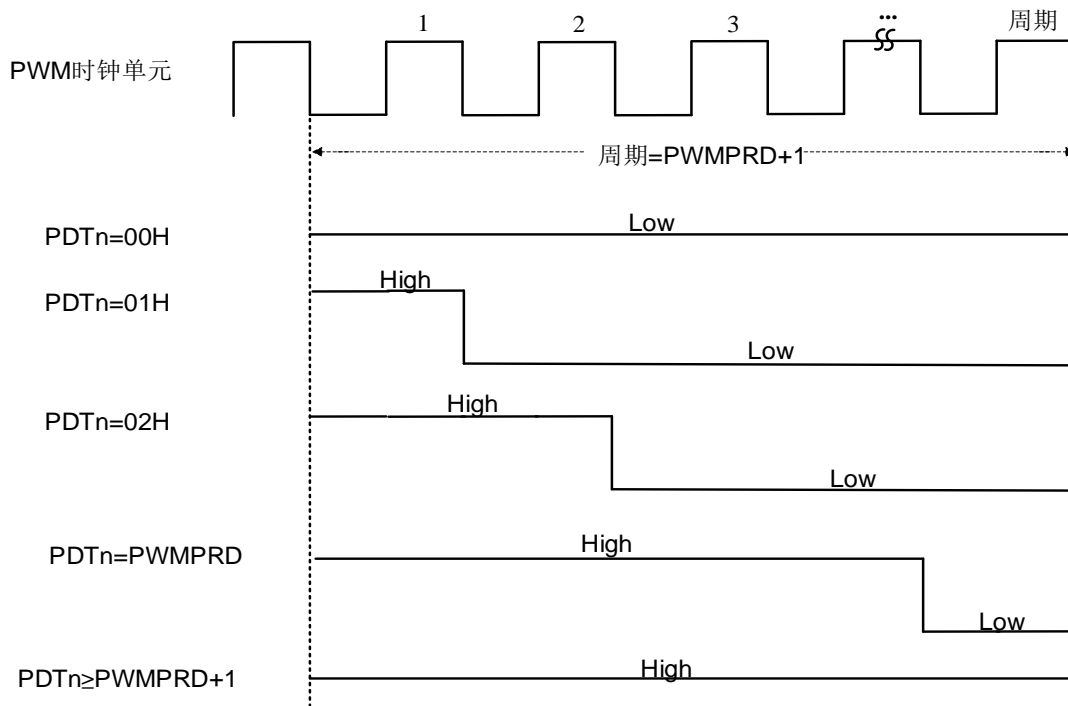 1 2 3 ... 周期
PWM时钟单元
周期=PWMPRD+1
PDTn=00H Low
PDTn=01H High Low
PDTn=02H High Low
PDTn=PWMPRD High Low
PDTn≥PWMPRD+1 High